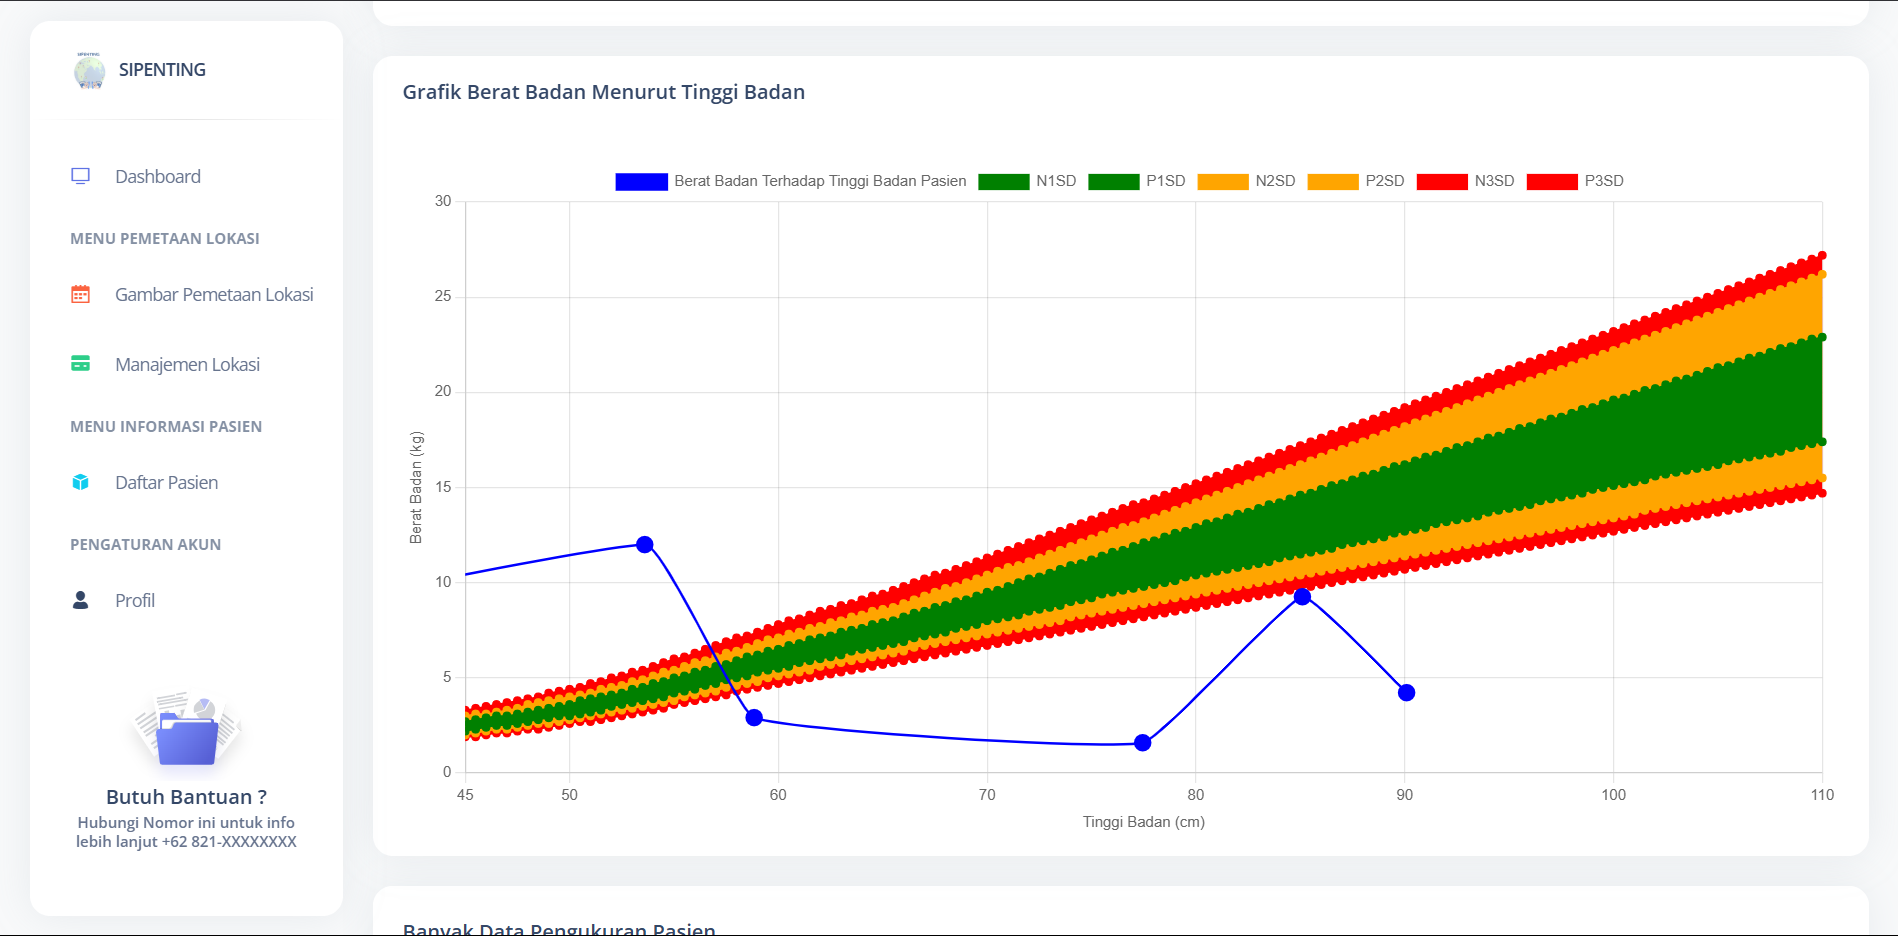 SIPENTING
SIPENTING
Dashboard
MENU PEMETAAN LOKASI
Gambar Pemetaan Lokasi
Manajemen Lokasi
MENU INFORMASI PASIEN
Daftar Pasien
PENGATURAN AKUN
Profil
Butuh Bantuan ?
Hubungi Nomor ini untuk info
lebih lanjut +62 821-XXXXXXXX
Grafik Berat Badan Menurut Tinggi Badan
Berat Badan Terhadap Tinggi Badan Pasien N1SD P1SD N2SD P2SD N3SD P3SD
30
25
20
15
10
5
0
Berat Badan (kg)
45 50 60 70 80 90 100 110
Tinggi Badan (cm)
Banyak Data Pengukuran Pasien